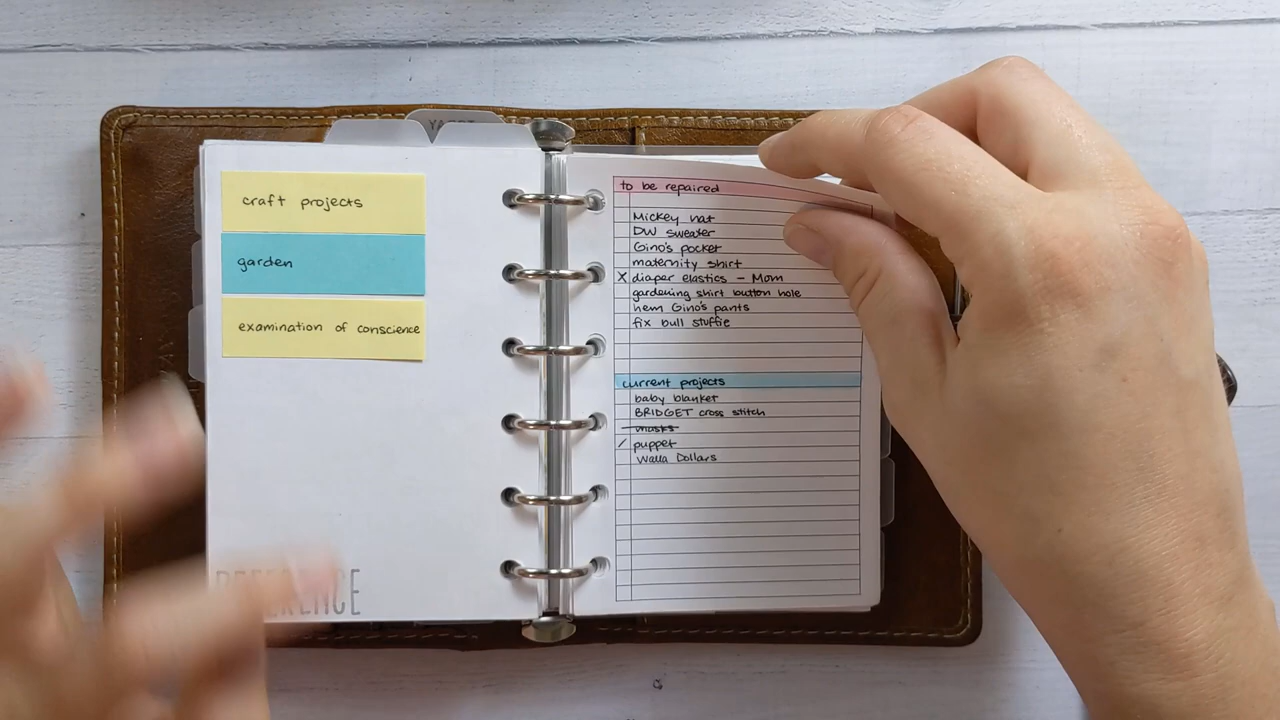 craft projects
garden
examination of conscience
to be repaired
Mickey hat
DW sweater
Gino's pocket
maternity shirt
X diaper elastics - Mom
gardening shirt button hole
hem Gino's pants
fix bull stuffie
current projects
baby blanket
BRIDGET cross stitch
masks
/ puppet
Walla Dollars